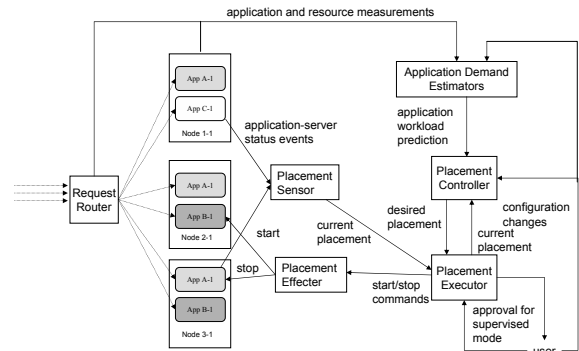 application and resource measurements
App A-1
App C-1
Node 1-1
Application Demand
Estimators
application-server
status events
application
workload
prediction
App A-1
App B-1
Node 2-1
Request
Router
Placement
Sensor
Placement
Controller
start
current
placement
desired
placement
configuration
changes
current
placement
App A-1
App B-1
Node 3-1
stop
Placement
Effecter
start/stop
commands
Placement
Executor
approval for
supervised
mode
user